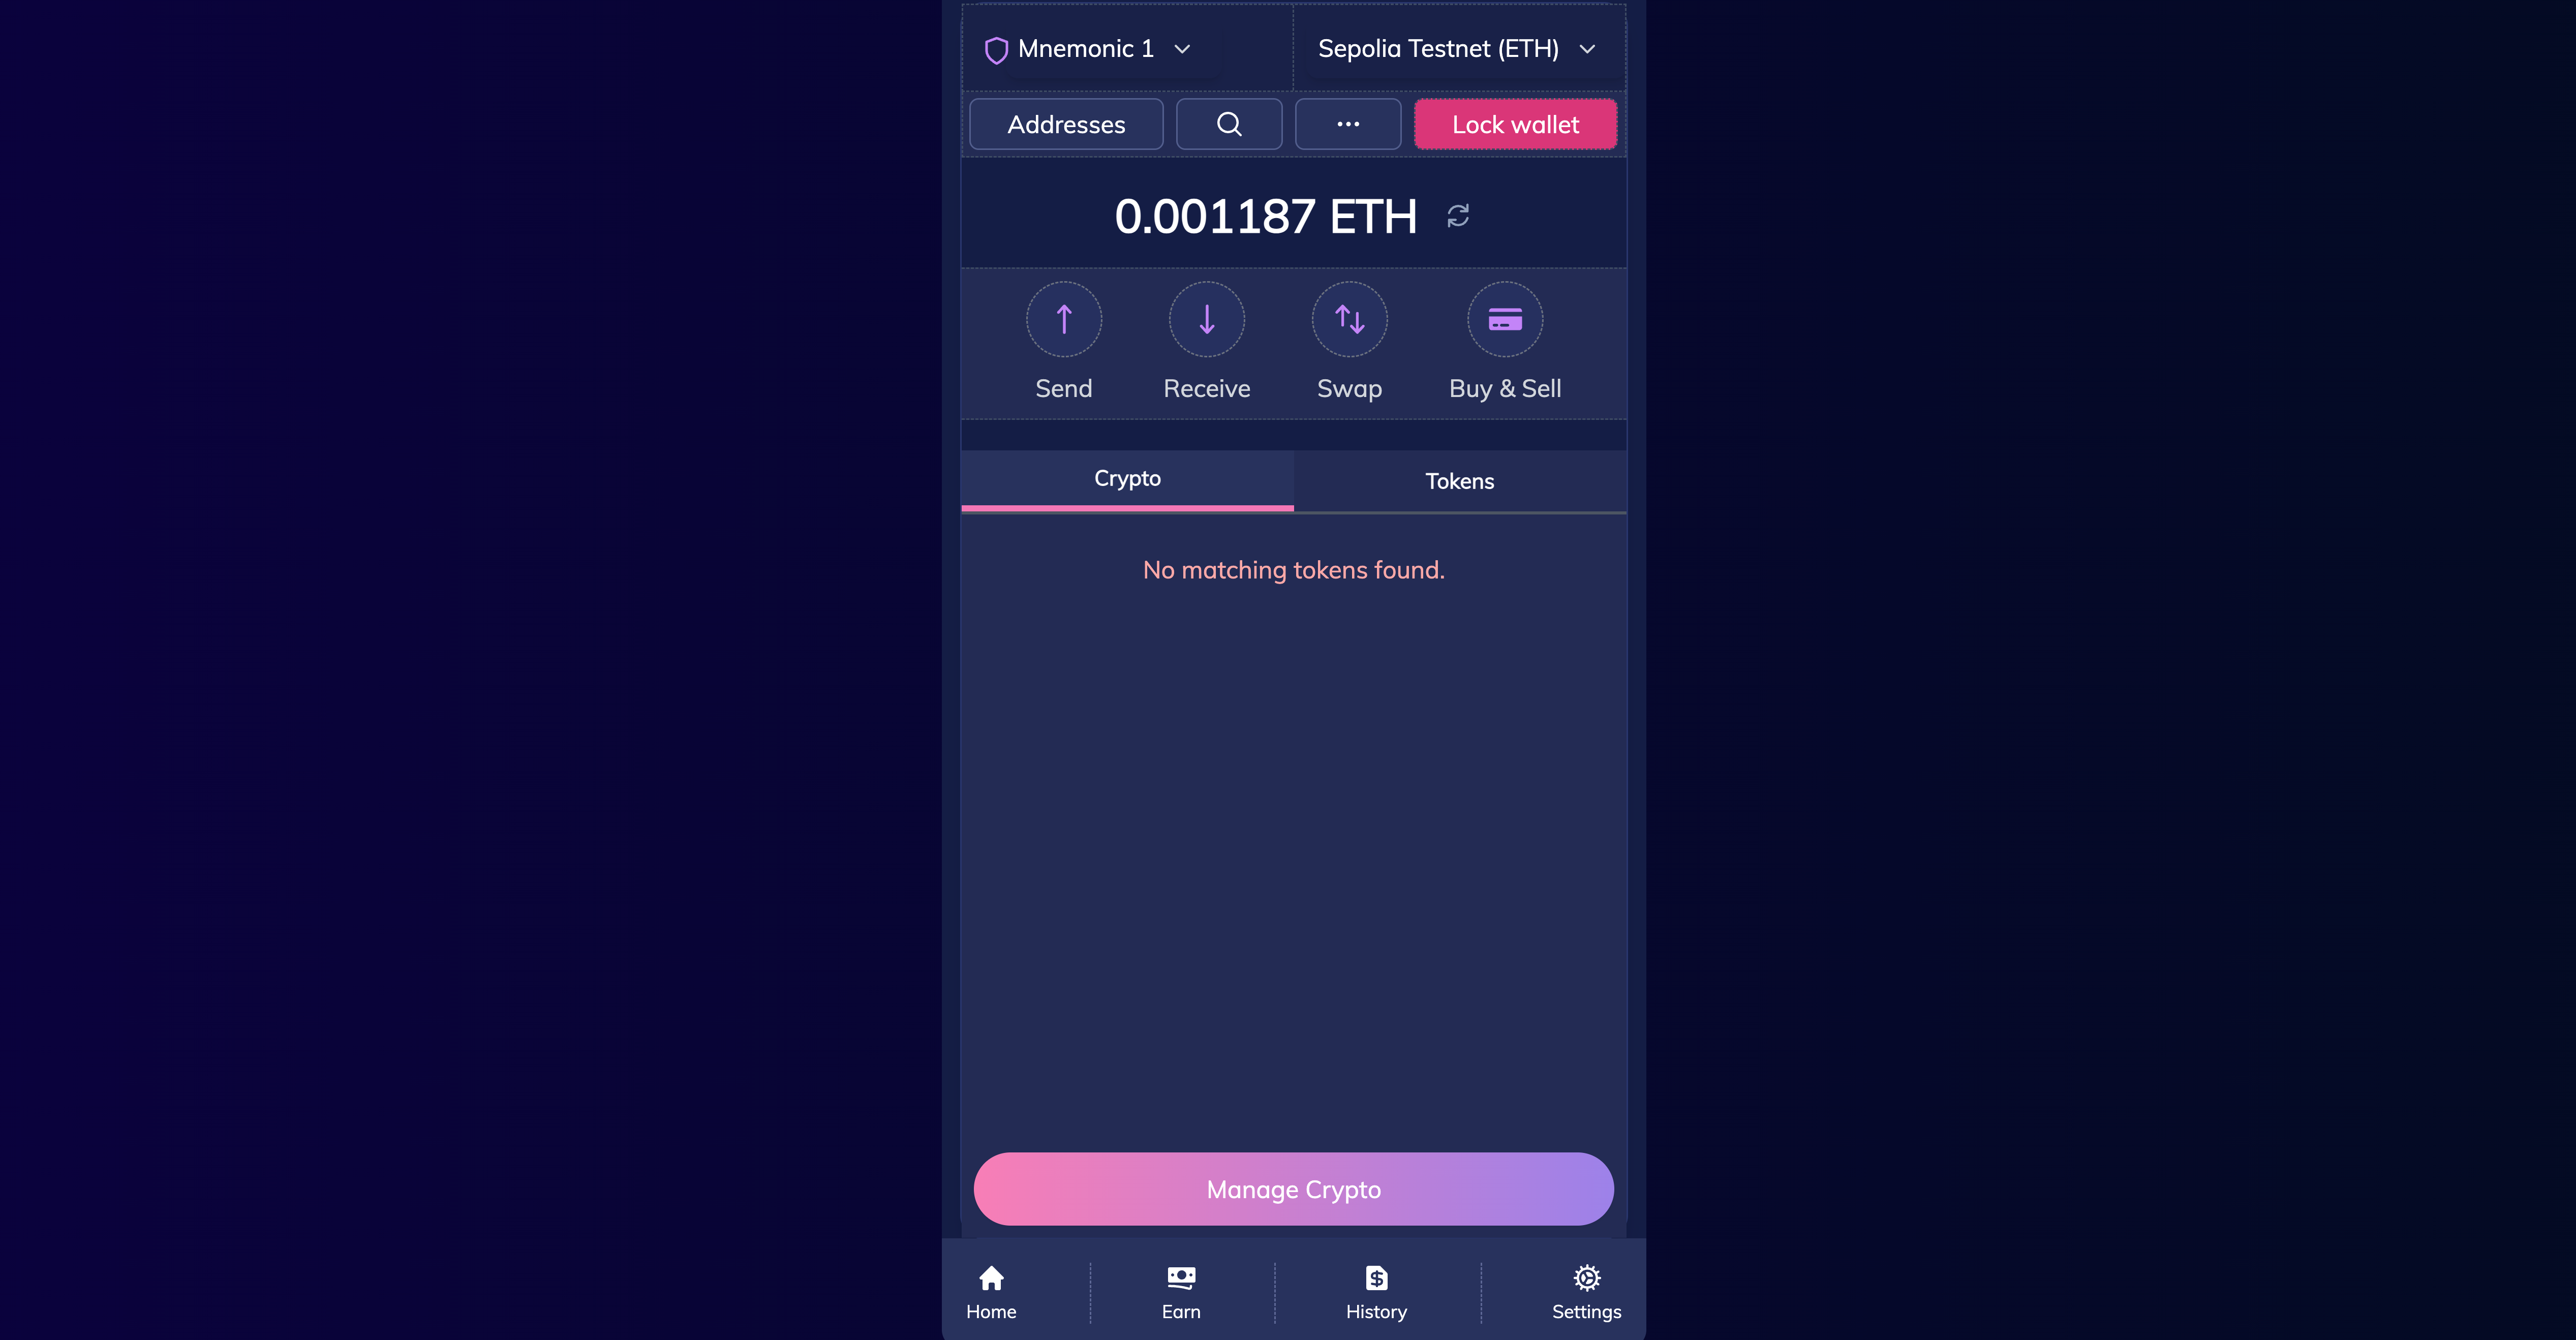 Mnemonic 1
Sepolia Testnet (ETH)
Addresses
Lock wallet
0.001187 ETH
Send
Receive
Swap
Buy & Sell
Crypto
Tokens
No matching tokens found.
Manage Crypto
Home
Earn
History
Settings